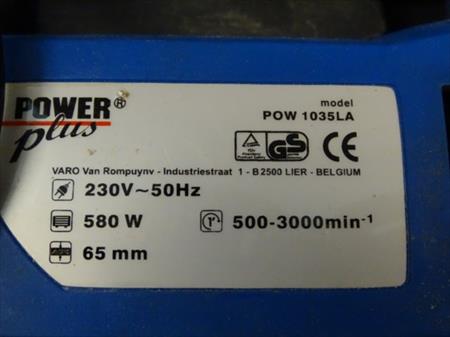 POWER®
plus
model
POW 1035LA
GS CE
VARO Van Rompuynv - Industriestraat 1 - B2500 LIER - BELGIUM
230V~50Hz
580 W
500-3000min-1
65 mm